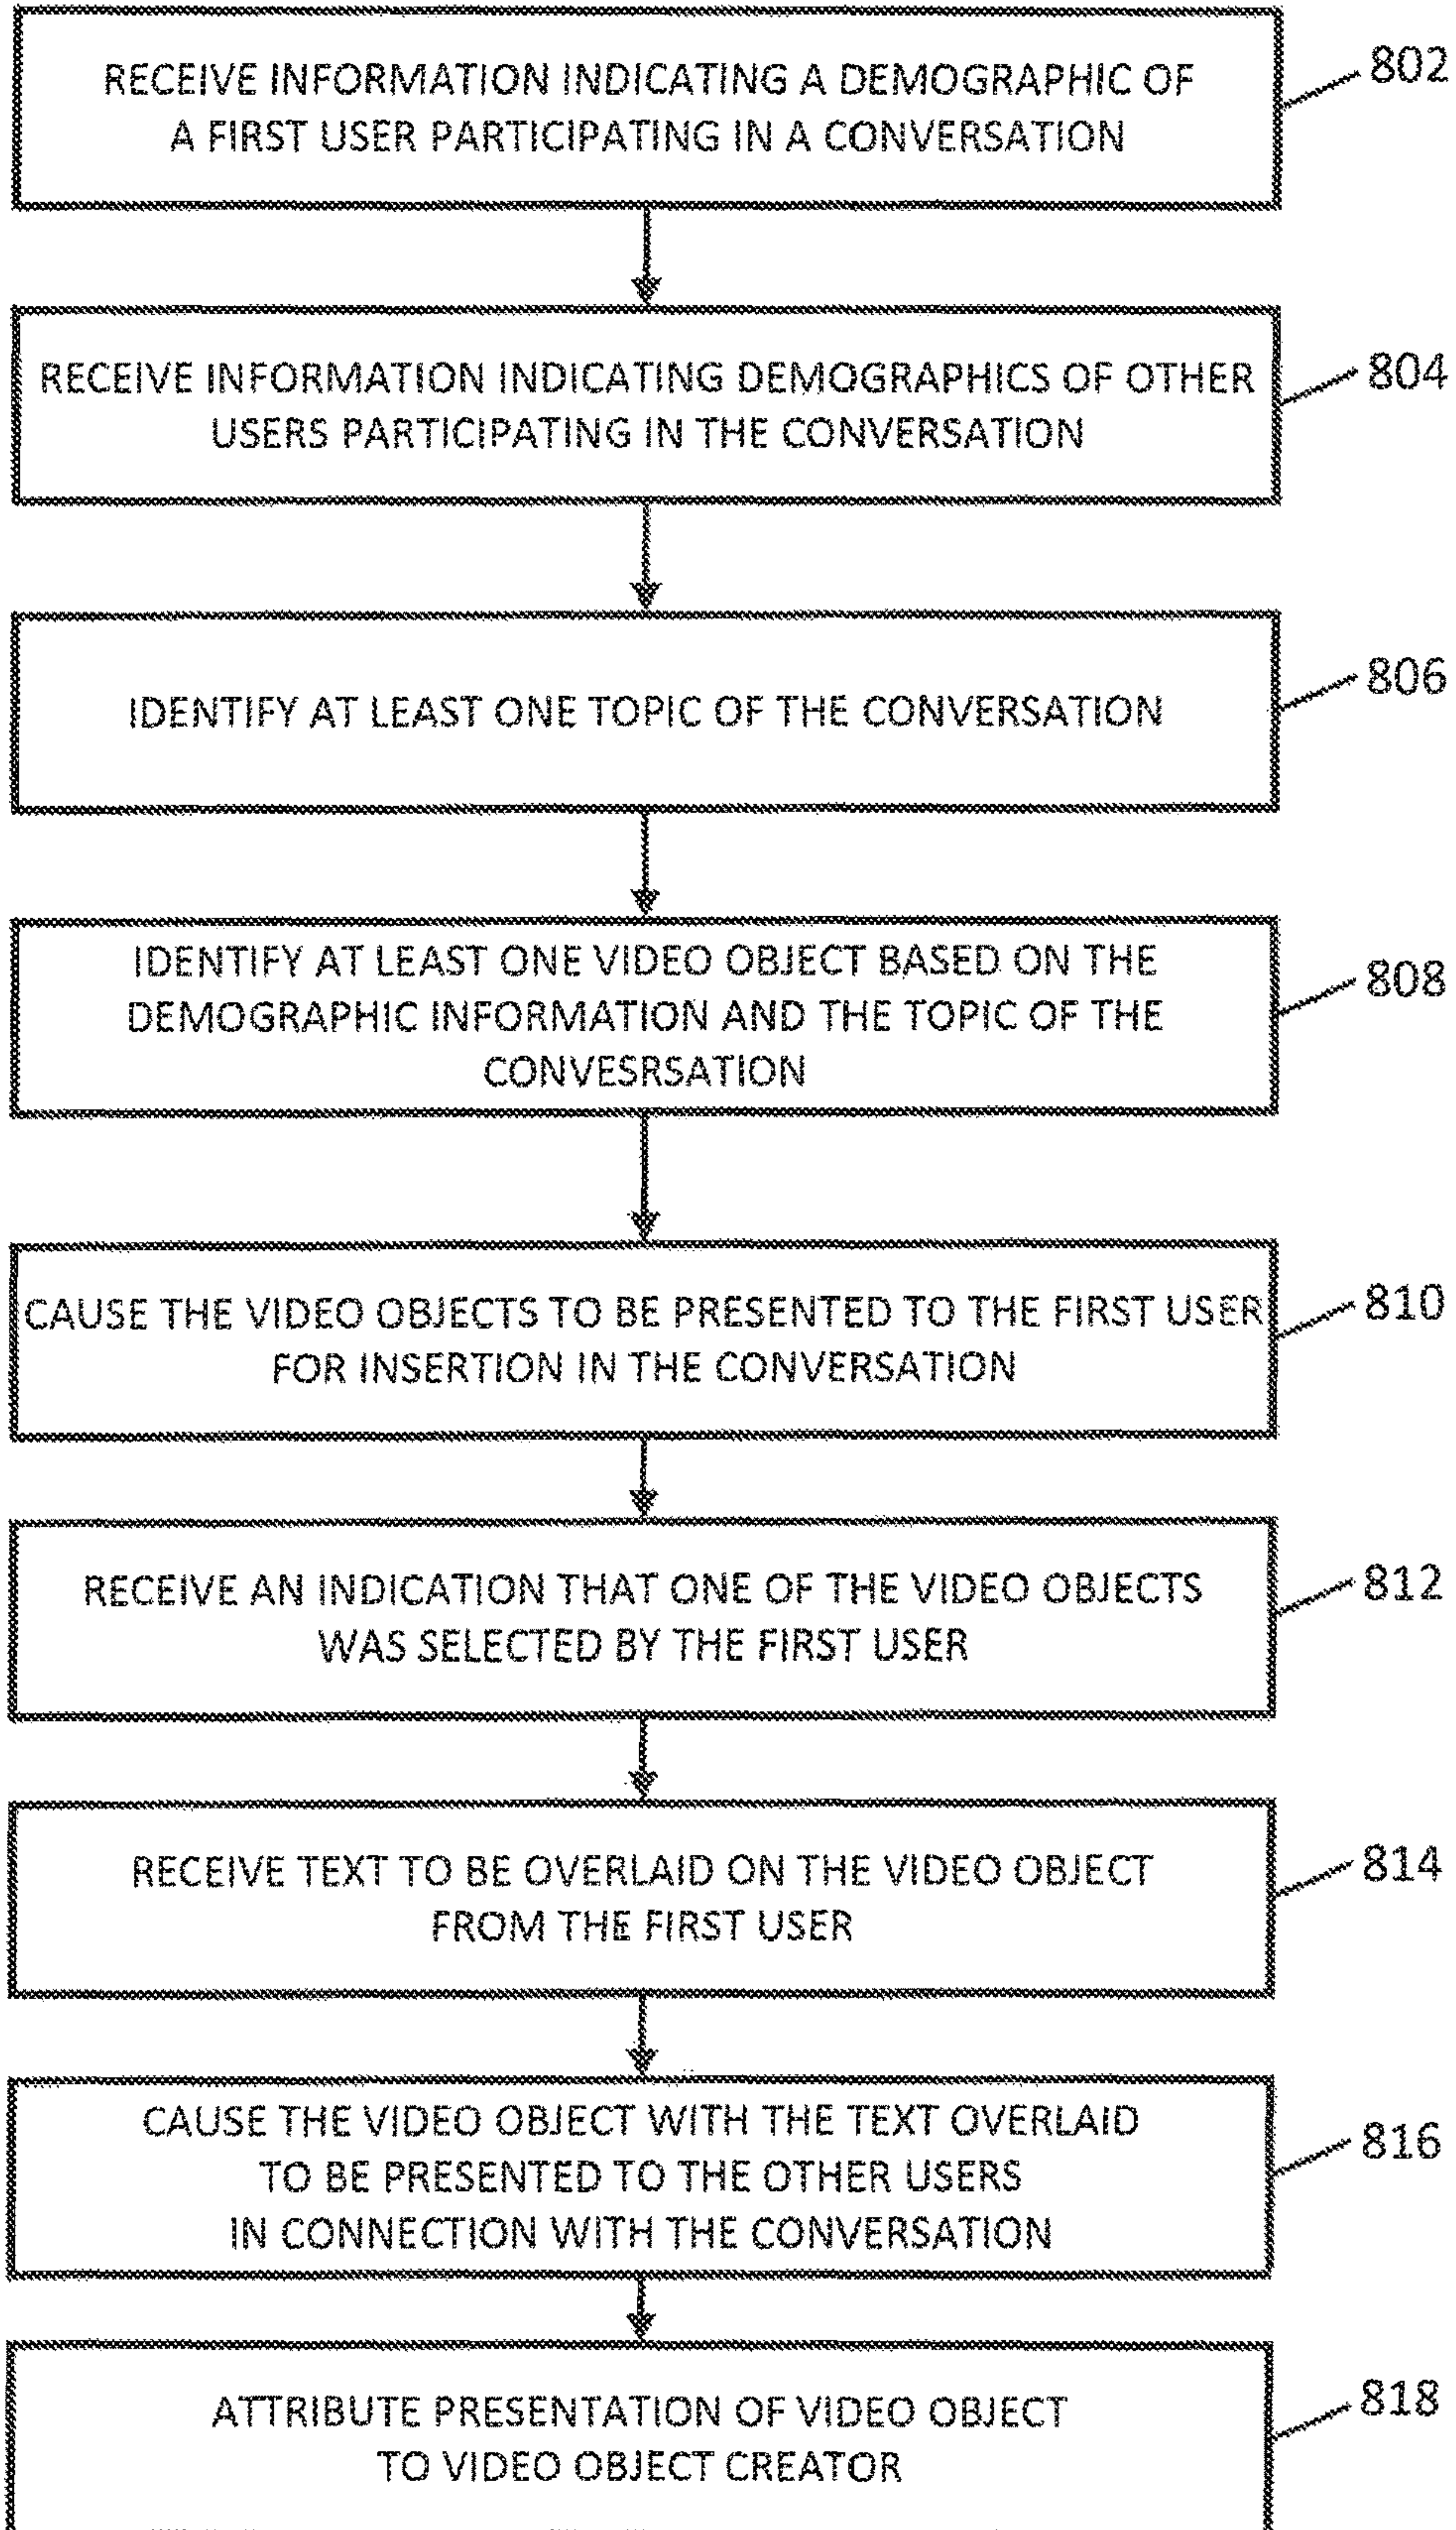 RECEIVE INFORMATION INDICATING A DEMOGRAPHIC OF
A FIRST USER PARTICIPATING IN A CONVERSATION
802
RECEIVE INFORMATION INDICATING DEMOGRAPHICS OF OTHER
USERS PARTICIPATING IN THE CONVERSATION
804
IDENTIFY AT LEAST ONE TOPIC OF THE CONVERSATION
806
IDENTIFY AT LEAST ONE VIDEO OBJECT BASED ON THE
DEMOGRAPHIC INFORMATION AND THE TOPIC OF THE
CONVESRSATION
808
CAUSE THE VIDEO OBJECTS TO BE PRESENTED TO THE FIRST USER
FOR INSERTION IN THE CONVERSATION
810
RECEIVE AN INDICATION THAT ONE OF THE VIDEO OBJECTS
WAS SELECTED BY THE FIRST USER
812
RECEIVE TEXT TO BE OVERLAID ON THE VIDEO OBJECT
FROM THE FIRST USER
814
CAUSE THE VIDEO OBJECT WITH THE TEXT OVERLAID
TO BE PRESENTED TO THE OTHER USERS
IN CONNECTION WITH THE CONVERSATION
816
ATTRIBUTE PRESENTATION OF VIDEO OBJECT
TO VIDEO OBJECT CREATOR
818